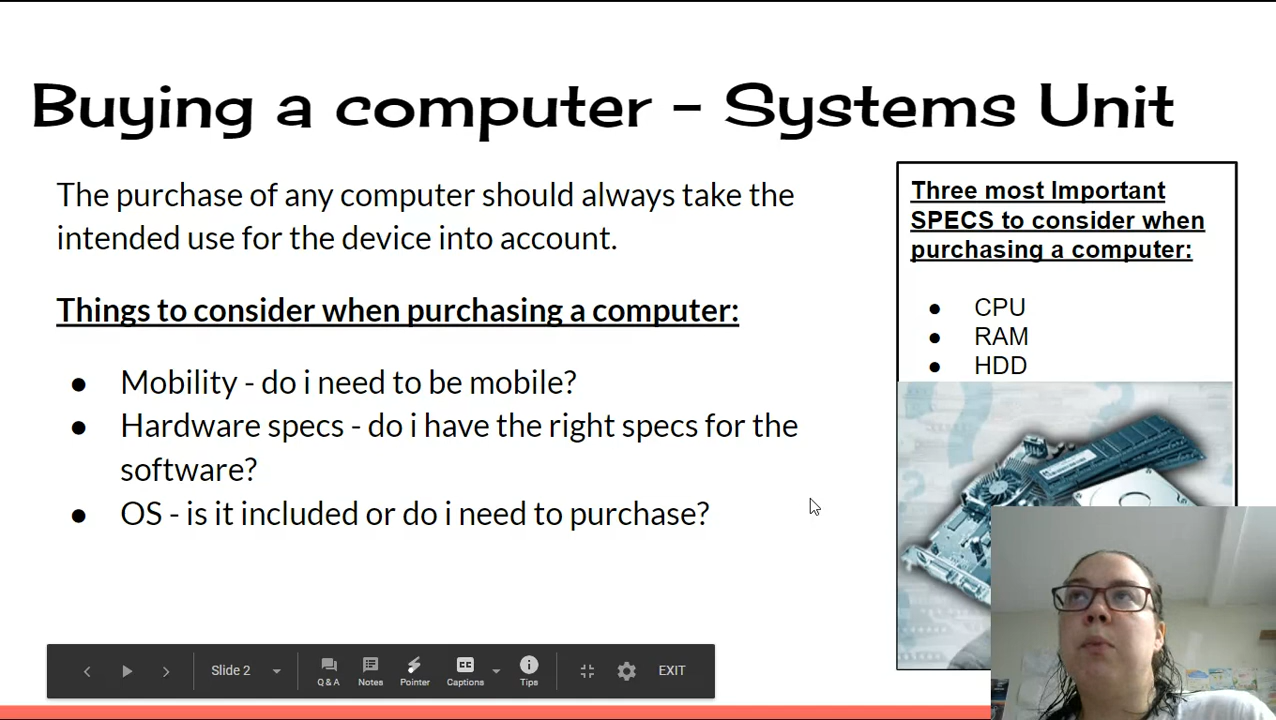 Buying a computer - Systems Unit
The purchase of any computer should always take the
intended use for the device into account.
Things to consider when purchasing a computer:
● Mobility - do i need to be mobile?
● Hardware specs - do i have the right specs for the
software?
● OS - is it included or do i need to purchase?
Three most Important
SPECS to consider when
purchasing a computer:
● CPU
● RAM
● HDD
Slide 2
Q & A
Notes
Pointer
CC
Captions
Tips
EXIT